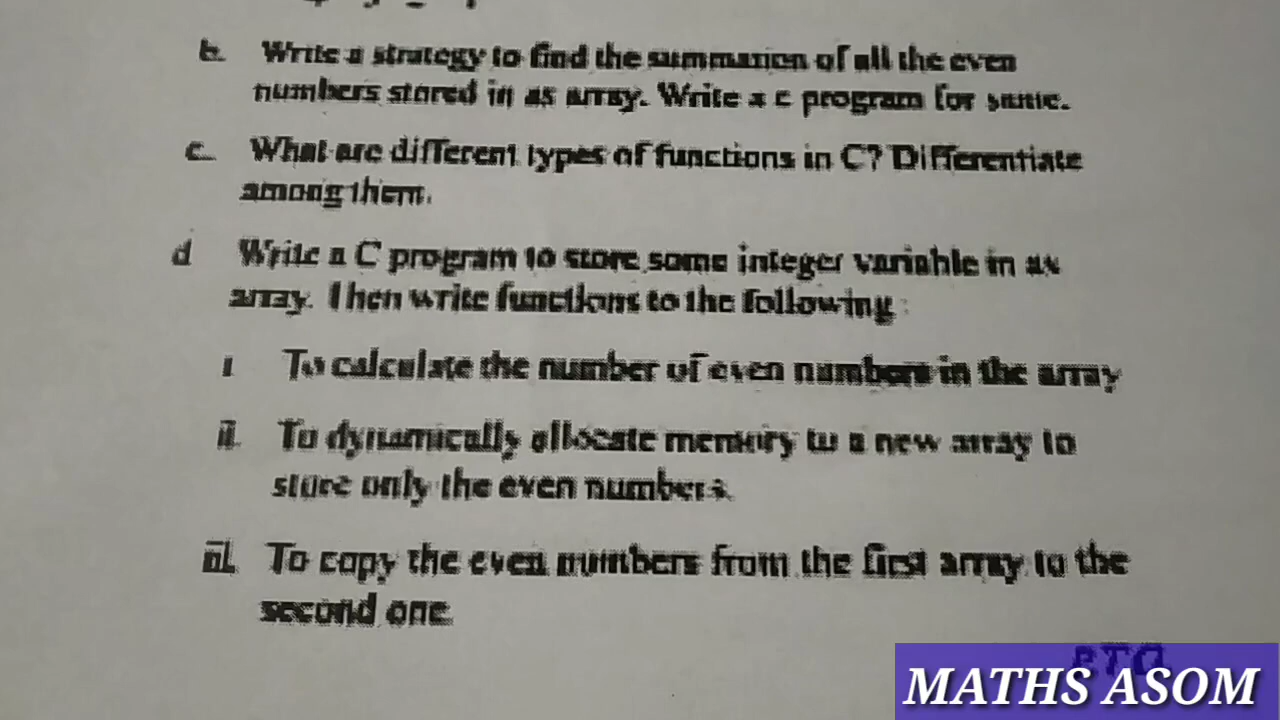 b. Write a strategy to find the summation of all the even
numbers stored in as array. Write a c program for same.
c. What are different types of functions in C? Differentiate
among them.
d Write a C program to store some integer variable in as
array. Then write functions to the following :
i To calculate the number of even numbers in the array
ii. To dynamically allocate memory to a new array to
store only the even numbers.
iii. To copy the even numbers from the first array to the
second one.
P.T.O.
MATHS ASOM